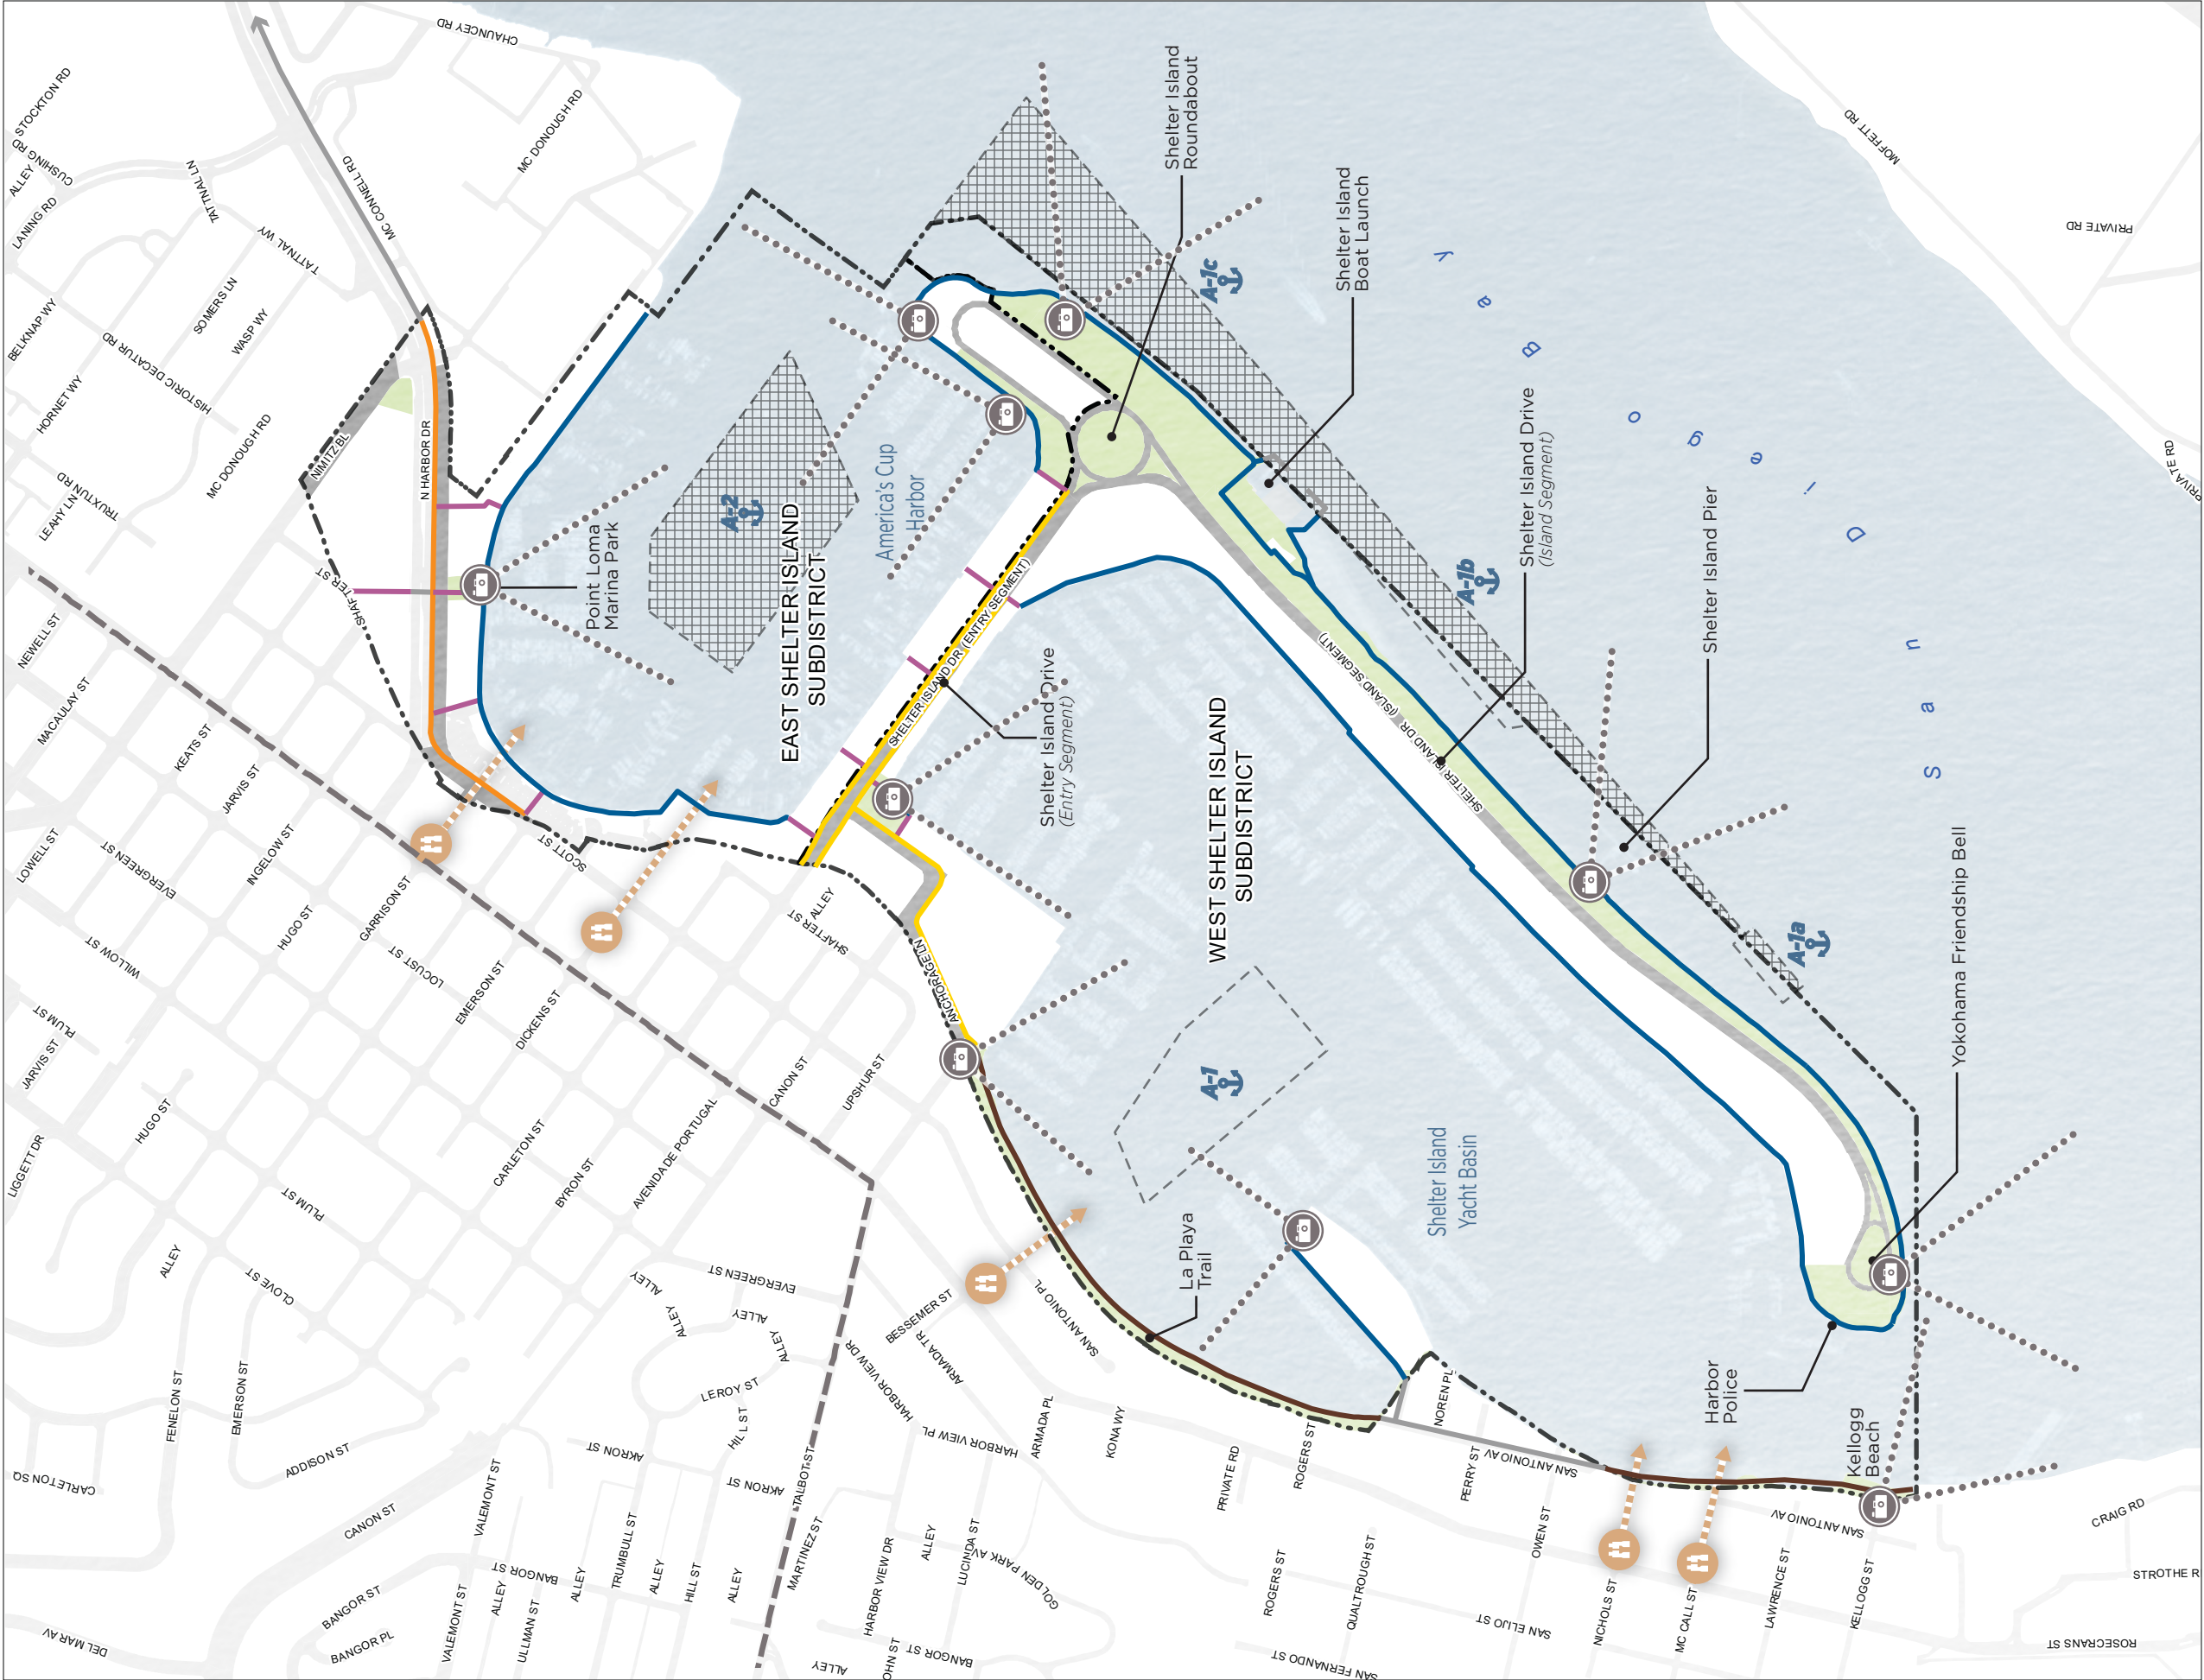 CHAUNCEY RD
STOCKTON RD
CUSHING RD
ALLEY
LANING RD
TATTNAL LN
MC CONNELL RD
MC DONOUGH RD
TATTNAL WY
BELKNAP WY
SOMERS LN
WASP WY
HISTORIC DECATUR RD
HORNET WY
MC DONOUGH RD
NIMITZ BL
N HARBOR DR
TRUXTUN RD
LEAHY LN
SHAFTER ST
Point Loma
Marina Park
MOFFETT RD
PRIVATE RD
PRIVATE RD
Shelter Island
Roundabout
Shelter Island
Boat Launch
A-1c
A-2
America's Cup
Harbor
EAST SHELTER ISLAND
SUBDISTRICT
San Diego Bay
Shelter Island Drive
(Island Segment)
A-1b
Shelter Island Pier
SHELTER ISLAND DR (ENTRY SEGMENT)
Shelter Island Drive
(Entry Segment)
SHELTER ISLAND DR (ISLAND SEGMENT)
WEST SHELTER ISLAND
SUBDISTRICT
NEWELL ST
MACAULAY ST
KEATS ST
JARVIS ST
LOWELL ST
EVERGREEN ST
INGELOW ST
HUGO ST
GARRISON ST
SCOTT ST
WILLOW ST
LOCUST ST
EMERSON ST
DICKENS ST
SHAFTER ST
ALLEY
ANCHORAGE LN
PLUM ST
JARVIS ST
HUGO ST
CANON ST
UPSHUR ST
AVENIDA DE PORTUGAL
LIGGETT DR
CARLETON ST
BYRON ST
PLUM ST
A-1
A-1a
Yokohama Friendship Bell
Shelter Island
Yacht Basin
La Playa
Trail
ALLEY
CLOVE ST
ALLEY
EVERGREEN ST
ALLEY
ALLEY
ALLEY
BESSEMER ST
SAN ANTONIO PL
ARMADA TR
HARBOR VIEW DR
LEROY ST
HILL ST
FENELON ST
EMERSON ST
ADDISON ST
AKRON ST
AKRON ST
HARBOR VIEW PL
ARMADA PL
KONA WY
NOREN PL
Harbor
Police
Kellogg
Beach
CARLETON SQ
CANON ST
VALEMONT ST
TALBOT ST
PRIVATE RD
ROGERS ST
PERRY ST
SAN ANTONIO AV
SAN ANTONIO AV
OWEN ST
CRAIG RD
TRUMBULL ST
BANGOR ST
ALLEY
ALLEY
HILL ST
ALLEY
MARTINEZ ST
ALLEY
LUCINDA ST
GOLDEN PARK AV
HARBOR VIEW DR
ROGERS ST
QUALTROUGH ST
NICHOLS ST
MC CALL ST
LAWRENCE ST
KELLOGG ST
STROTHE R
BANGOR ST
VALEMONT ST
ALLEY
ULLMAN ST
BANGOR PL
DEL MAR AV
ALLEY
OHN ST
BANGOR ST
SAN ELIJO ST
SAN FERNANDO ST
ROSECRANS ST